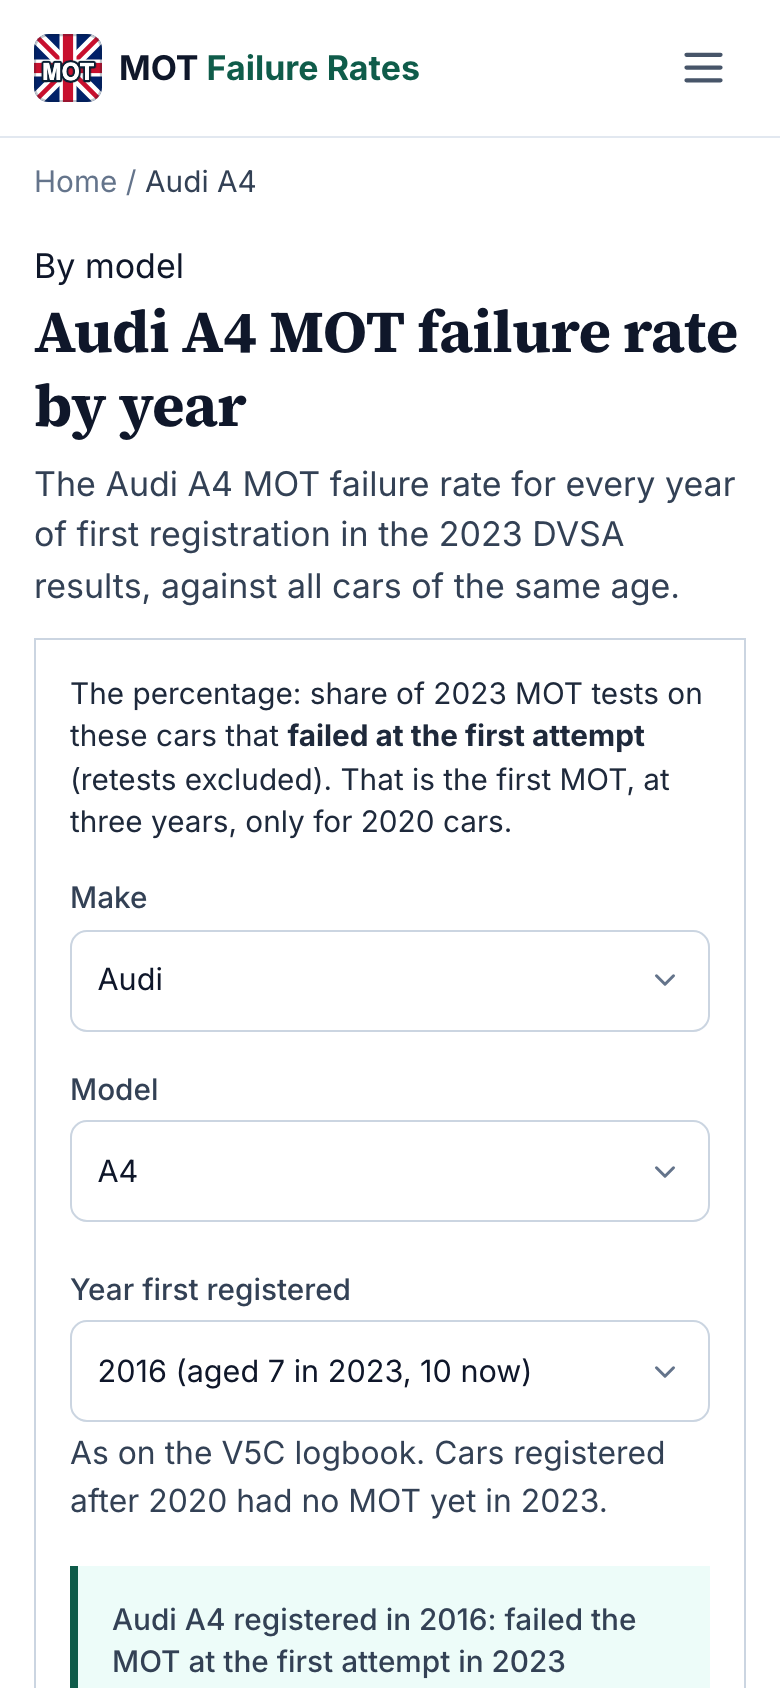 MOT
MOT Failure Rates
Home / Audi A4
By model
Audi A4 MOT failure rate
by year
The Audi A4 MOT failure rate for every year
of first registration in the 2023 DVSA
results, against all cars of the same age.
The percentage: share of 2023 MOT tests on
these cars that failed at the first attempt
(retests excluded). That is the first MOT, at
three years, only for 2020 cars.
Make
Audi
Model
A4
Year first registered
2016 (aged 7 in 2023, 10 now)
As on the V5C logbook. Cars registered
after 2020 had no MOT yet in 2023.
Audi A4 registered in 2016: failed the
MOT at the first attempt in 2023